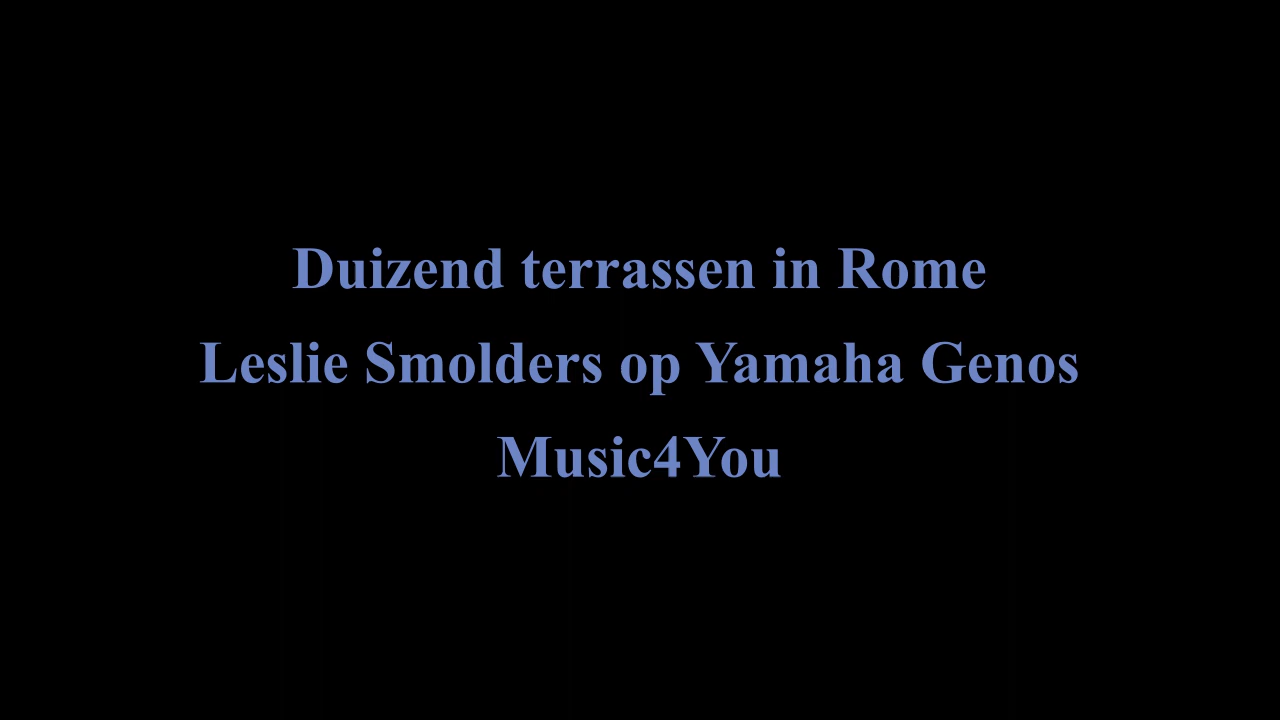 Duizend terrassen in Rome
Leslie Smolders op Yamaha Genos
Music4You